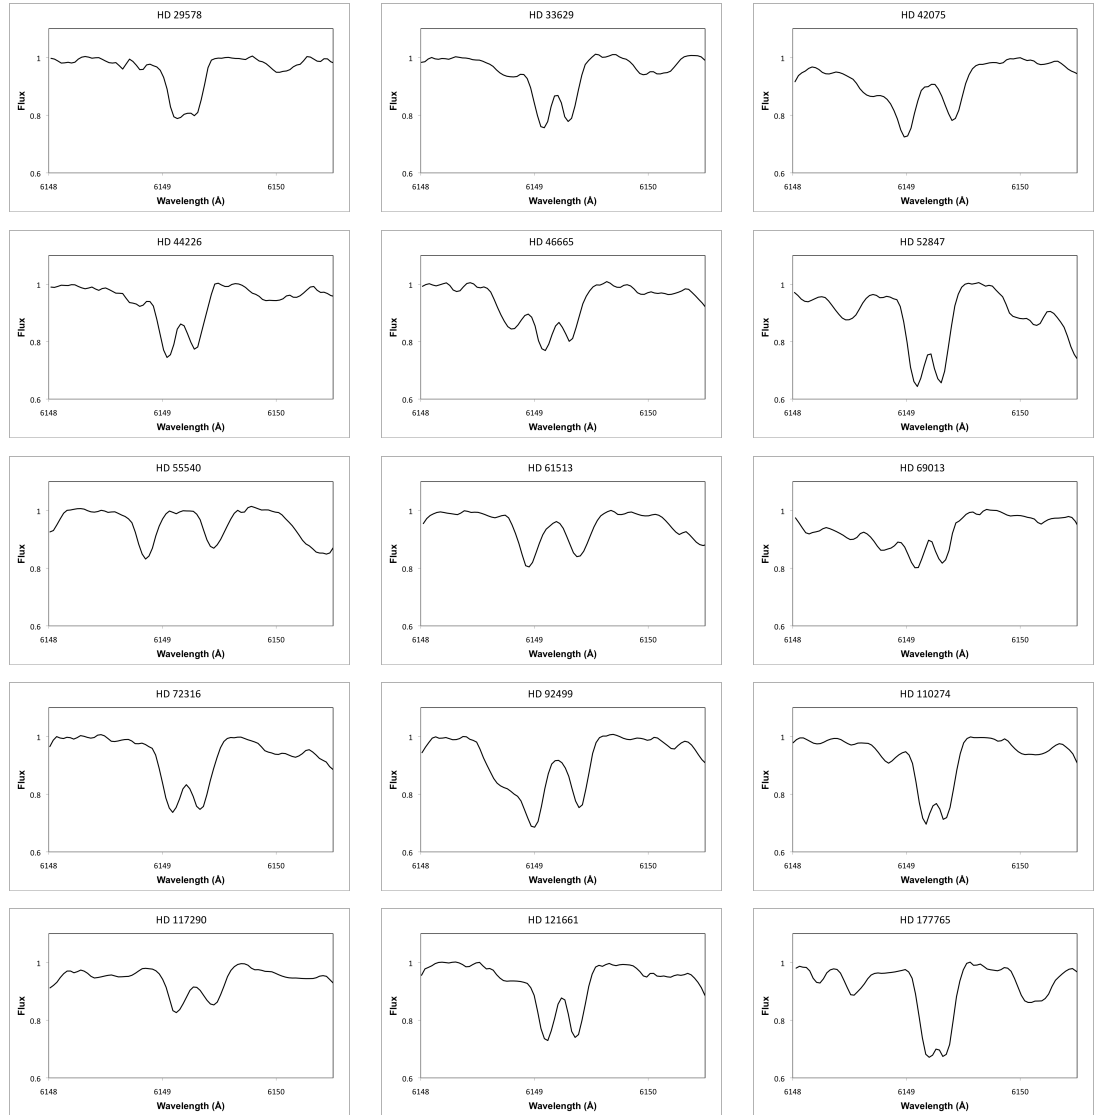 HD 29578
HD 33629
HD 42075
1
0.8
0.6
Flux
6148
6149
6150
Wavelength (Å)
1
0.8
0.6
Flux
6148
6149
6150
Wavelength (Å)
1
0.8
0.6
Flux
6148
6149
6150
Wavelength (Å)
HD 44226
HD 46665
HD 52847
1
0.8
0.6
Flux
6148
6149
6150
Wavelength (Å)
1
0.8
0.6
Flux
6148
6149
6150
Wavelength (Å)
1
0.8
0.6
Flux
6148
6149
6150
Wavelength (Å)
HD 55540
HD 61513
HD 69013
1
0.8
0.6
Flux
6148
6149
6150
Wavelength (Å)
1
0.8
0.6
Flux
6148
6149
6150
Wavelength (Å)
1
0.8
0.6
Flux
6148
6149
6150
Wavelength (Å)
HD 72316
HD 92499
HD 110274
1
0.8
0.6
Flux
6148
6149
6150
Wavelength (Å)
1
0.8
0.6
Flux
6148
6149
6150
Wavelength (Å)
1
0.8
0.6
Flux
6148
6149
6150
Wavelength (Å)
HD 117290
HD 121661
HD 177765
1
0.8
0.6
Flux
6148
6149
6150
Wavelength (Å)
1
0.8
0.6
Flux
6148
6149
6150
Wavelength (Å)
1
0.8
0.6
Flux
6148
6149
6150
Wavelength (Å)